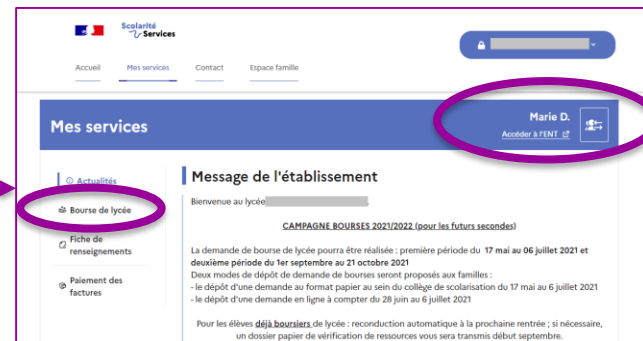 Scolarité
Services
Accueil Mes services Contact Espace famille
Mes services
Marie D.
Accéder à l'ENT
Actualités
Bourse de lycée
Fiche de
renseignements
Paiement des
factures
Message de l'établissement
Bienvenue au lycée
CAMPAGNE BOURSES 2021/2022 (pour les futurs secondes)
La demande de bourse de lycée pourra être réalisée : première période du 17 mai au 06 juillet 2021 et
deuxième période du 1er septembre au 21 octobre 2021
Deux modes de dépôt de demande de bourses seront proposés aux familles :
- le dépôt d'une demande au format papier au sein du collège de scolarisation du 17 mai au 6 juillet 2021
- le dépôt d'une demande en ligne à compter du 28 juin au 6 juillet 2021
Pour les élèves déjà boursiers de lycée : reconduction automatique à la prochaine rentrée ; si nécessaire,
un dossier papier de vérification de ressources vous sera transmis début septembre.